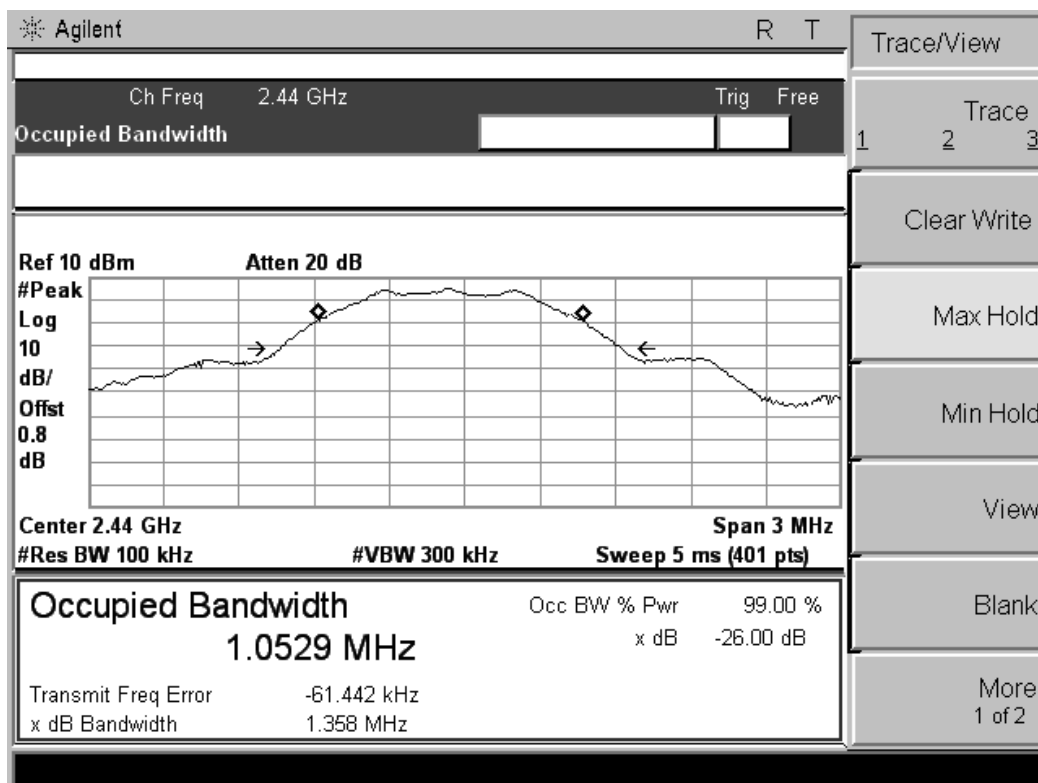 Agilent R T
Ch Freq 2.44 GHz Trig Free
Occupied Bandwidth
Ref 10 dBm Atten 20 dB
#Peak
Log
10
dB/
Offst
0.8
dB
Center 2.44 GHz Span 3 MHz
#Res BW 100 kHz #VBW 300 kHz Sweep 5 ms (401 pts)
Occupied Bandwidth Occ BW % Pwr 99.00 %
1.0529 MHz x dB -26.00 dB
Transmit Freq Error -61.442 kHz
x dB Bandwidth 1.358 MHz
Trace/View
Trace
1 2 3
Clear Write
Max Hold
Min Hold
View
Blank
More
1 of 2